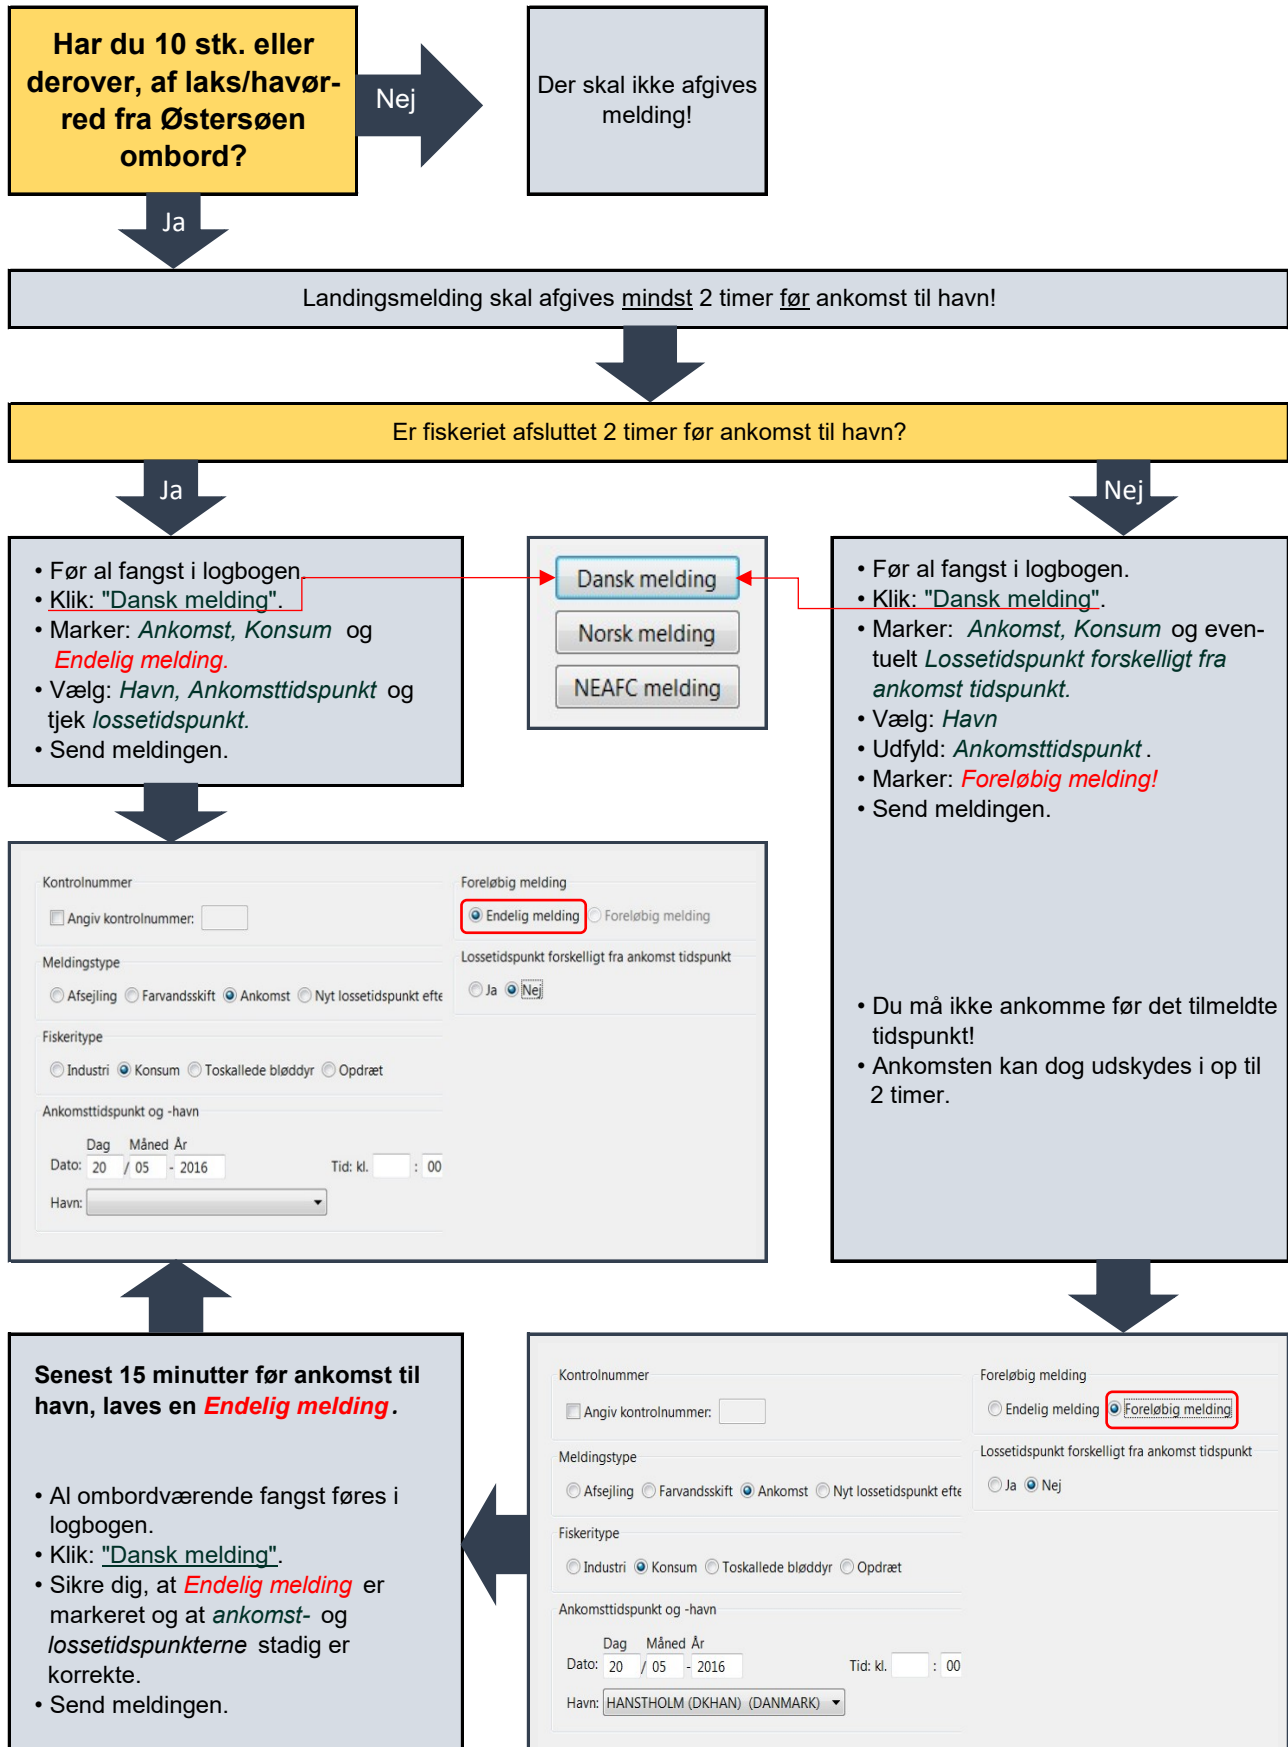 Har du 10 stk. eller
derover, af laks/havør-
red fra Østersøen
ombord?
Nej
Der skal ikke afgives
melding!
Ja
Landingsmelding skal afgives mindst 2 timer før ankomst til havn!
Er fiskeriet afsluttet 2 timer før ankomst til havn?
Ja
Nej
• Før al fangst i logbogen.
• Klik: "Dansk melding".
• Marker: Ankomst, Konsum og
Endelig melding.
• Vælg: Havn, Ankomsttidspunkt og
tjek lossetidspunkt.
• Send meldingen.
Dansk melding
Norsk melding
NEAFC melding
• Før al fangst i logbogen.
• Klik: "Dansk melding".
• Marker: Ankomst, Konsum og even-
tuelt Lossetidspunkt forskelligt fra
ankomst tidspunkt.
• Vælg: Havn
• Udfyld: Ankomsttidspunkt.
• Marker: Foreløbig melding!
• Send meldingen.
• Du må ikke ankomme før det tilmeldte
tidspunkt!
• Ankomsten kan dog udskydes i op til
2 timer.
Kontrolnummer
Angiv kontrolnummer:
Meldingstype
Afsejling Farvandsskift Ankomst Nyt lossetidspunkt efte
Fiskeritype
Industri Konsum Toskallede bløddyr Opdræt
Ankomsttidspunkt og -havn
Dag Måned År
Dato: 20 / 05 - 2016 Tid: kl. : 00
Havn:
Foreløbig melding
Endelig melding Foreløbig melding
Lossetidspunkt forskelligt fra ankomst tidspunkt
Ja Nej
Senest 15 minutter før ankomst til
havn, laves en Endelig melding.
• Al ombordværende fangst føres i
logbogen.
• Klik: "Dansk melding".
• Sikre dig, at Endelig melding er
markeret og at ankomst- og
lossetidspunkterne stadig er
korrekte.
• Send meldingen.
Kontrolnummer
Angiv kontrolnummer:
Meldingstype
Afsejling Farvandsskift Ankomst Nyt lossetidspunkt efte
Fiskeritype
Industri Konsum Toskallede bløddyr Opdræt
Ankomsttidspunkt og -havn
Dag Måned År
Dato: 20 / 05 - 2016 Tid: kl. : 00
Havn: HANSTHOLM (DKHAN) (DANMARK)
Foreløbig melding
Endelig melding Foreløbig melding
Lossetidspunkt forskelligt fra ankomst tidspunkt
Ja Nej